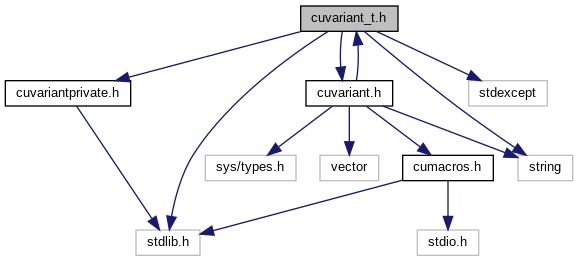 cuvariant_t.h
cuvariantprivate.h
cuvariant.h
stdexcept
sys/types.h
vector
cumacros.h
string
stdlib.h
stdio.h